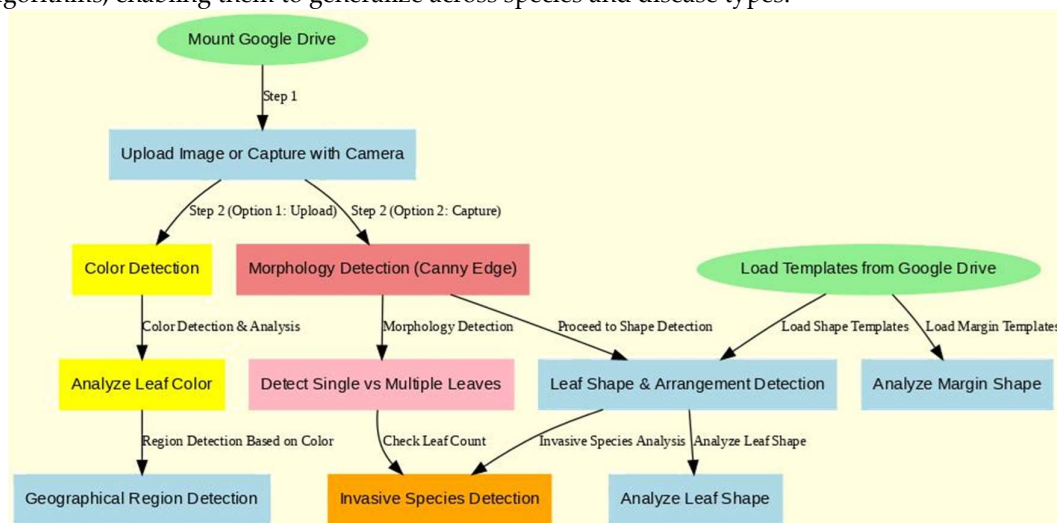 gorithms, enabling them to generalize across species and disease types.
Mount Google Drive
Step 1
Upload Image or Capture with Camera
Step 2 (Option 1: Upload)
Step 2 (Option 2: Capture)
Color Detection
Morphology Detection (Canny Edge)
Load Templates from Google Drive
Color Detection & Analysis
Morphology Detection
Proceed to Shape Detection
Load Shape Templates
Load Margin Templates
Analyze Leaf Color
Detect Single vs Multiple Leaves
Leaf Shape & Arrangement Detection
Analyze Margin Shape
Region Detection Based on Color
Check Leaf Count
Invasive Species Analysis
Analyze Leaf Shape
Geographical Region Detection
Invasive Species Detection
Analyze Leaf Shape